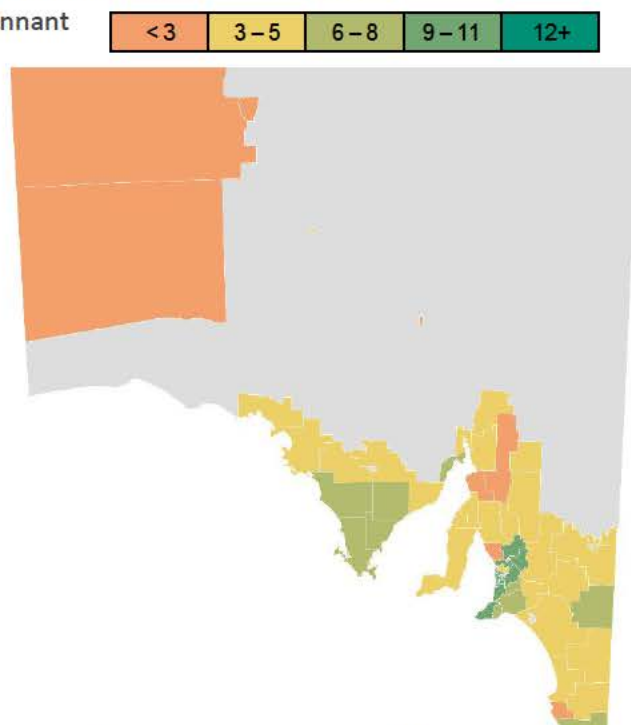 nnant
< 3 3 – 5 6 – 8 9 – 11 12+